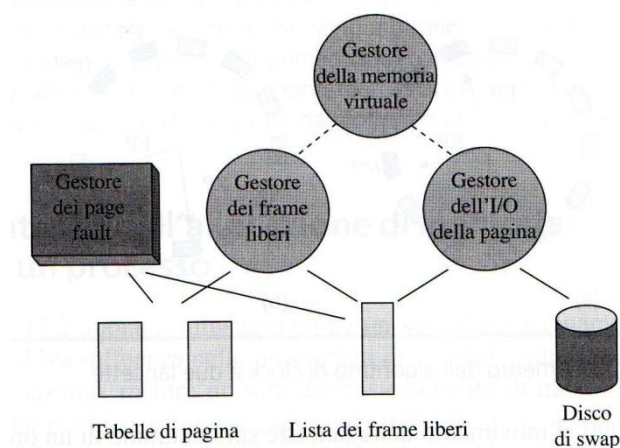 Gestore
della memoria
virtuale
Gestore
dei page
fault
Gestore
dei frame
liberi
Gestore
dell'I/O
della pagina
Tabelle di pagina
Lista dei frame liberi
Disco
di swap